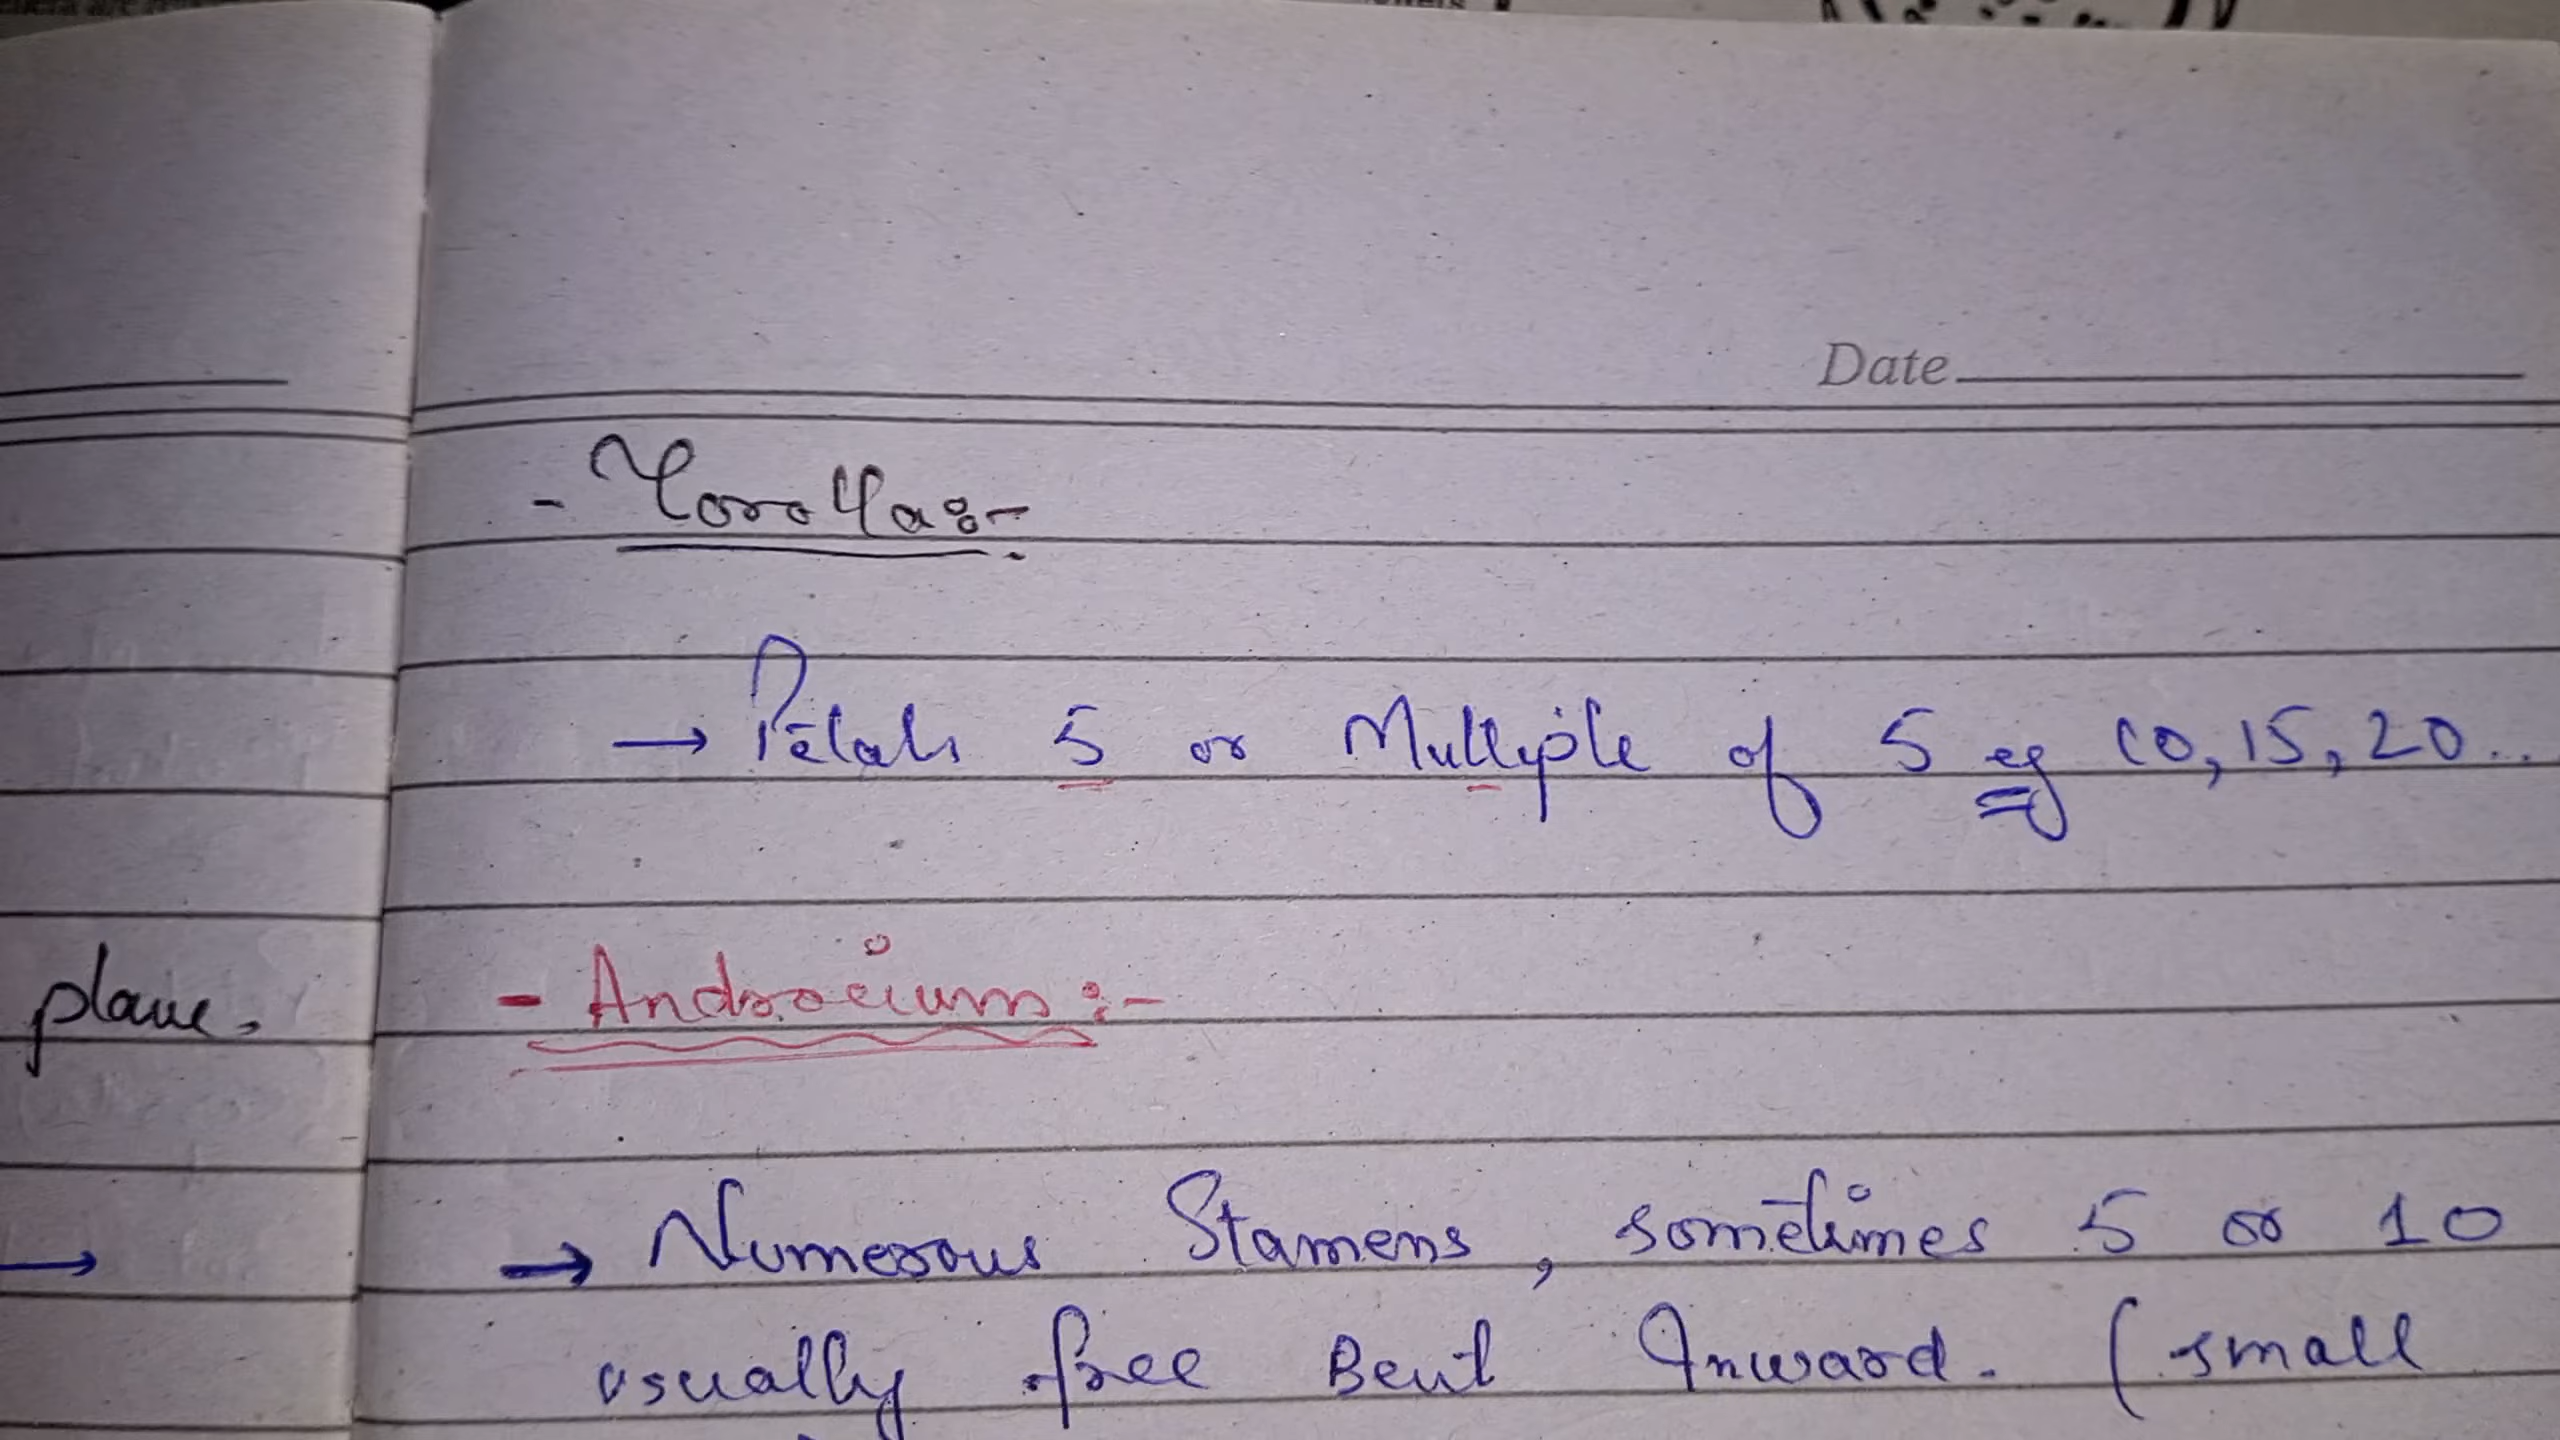 Date
- Corolla:-
→ Petals 5 or Multiple of 5 eg 10, 15, 20..
plane.
- Androcium :-
→
→ Numerous Stamens, sometimes 5 or 10
usually free Bent Inward. (small